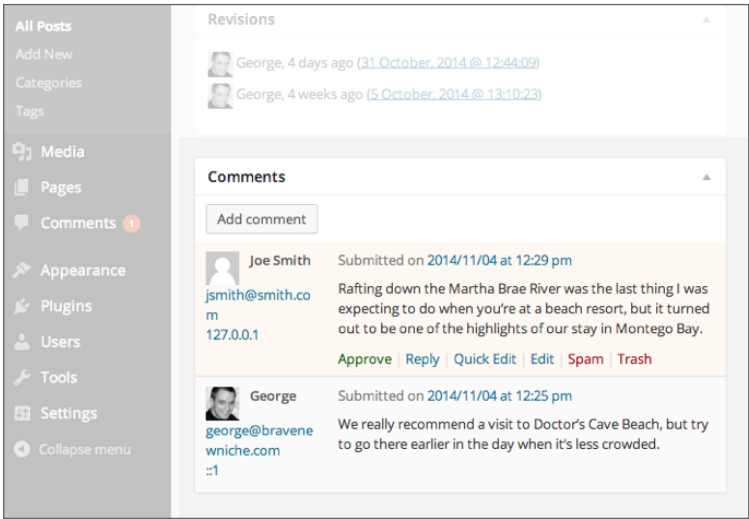 All Posts
Add New
Categories
Tags
Media
Pages
Comments 1
Appearance
Plugins
Users
Tools
Settings
Collapse menu
Revisions
George, 4 days ago (31 October, 2014 @ 12:44:09)
George, 4 weeks ago (5 October, 2014 @ 13:10:23)
Comments
Add comment
Joe Smith
jsmith@smith.co
m
127.0.0.1
Submitted on 2014/11/04 at 12:29 pm
Rafting down the Martha Brae River was the last thing I was
expecting to do when you're at a beach resort, but it turned
out to be one of the highlights of our stay in Montego Bay.
Approve | Reply | Quick Edit | Edit | Spam | Trash
George
george@bravene
wniche.com
::1
Submitted on 2014/11/04 at 12:25 pm
We really recommend a visit to Doctor's Cave Beach, but try
to go there earlier in the day when it's less crowded.